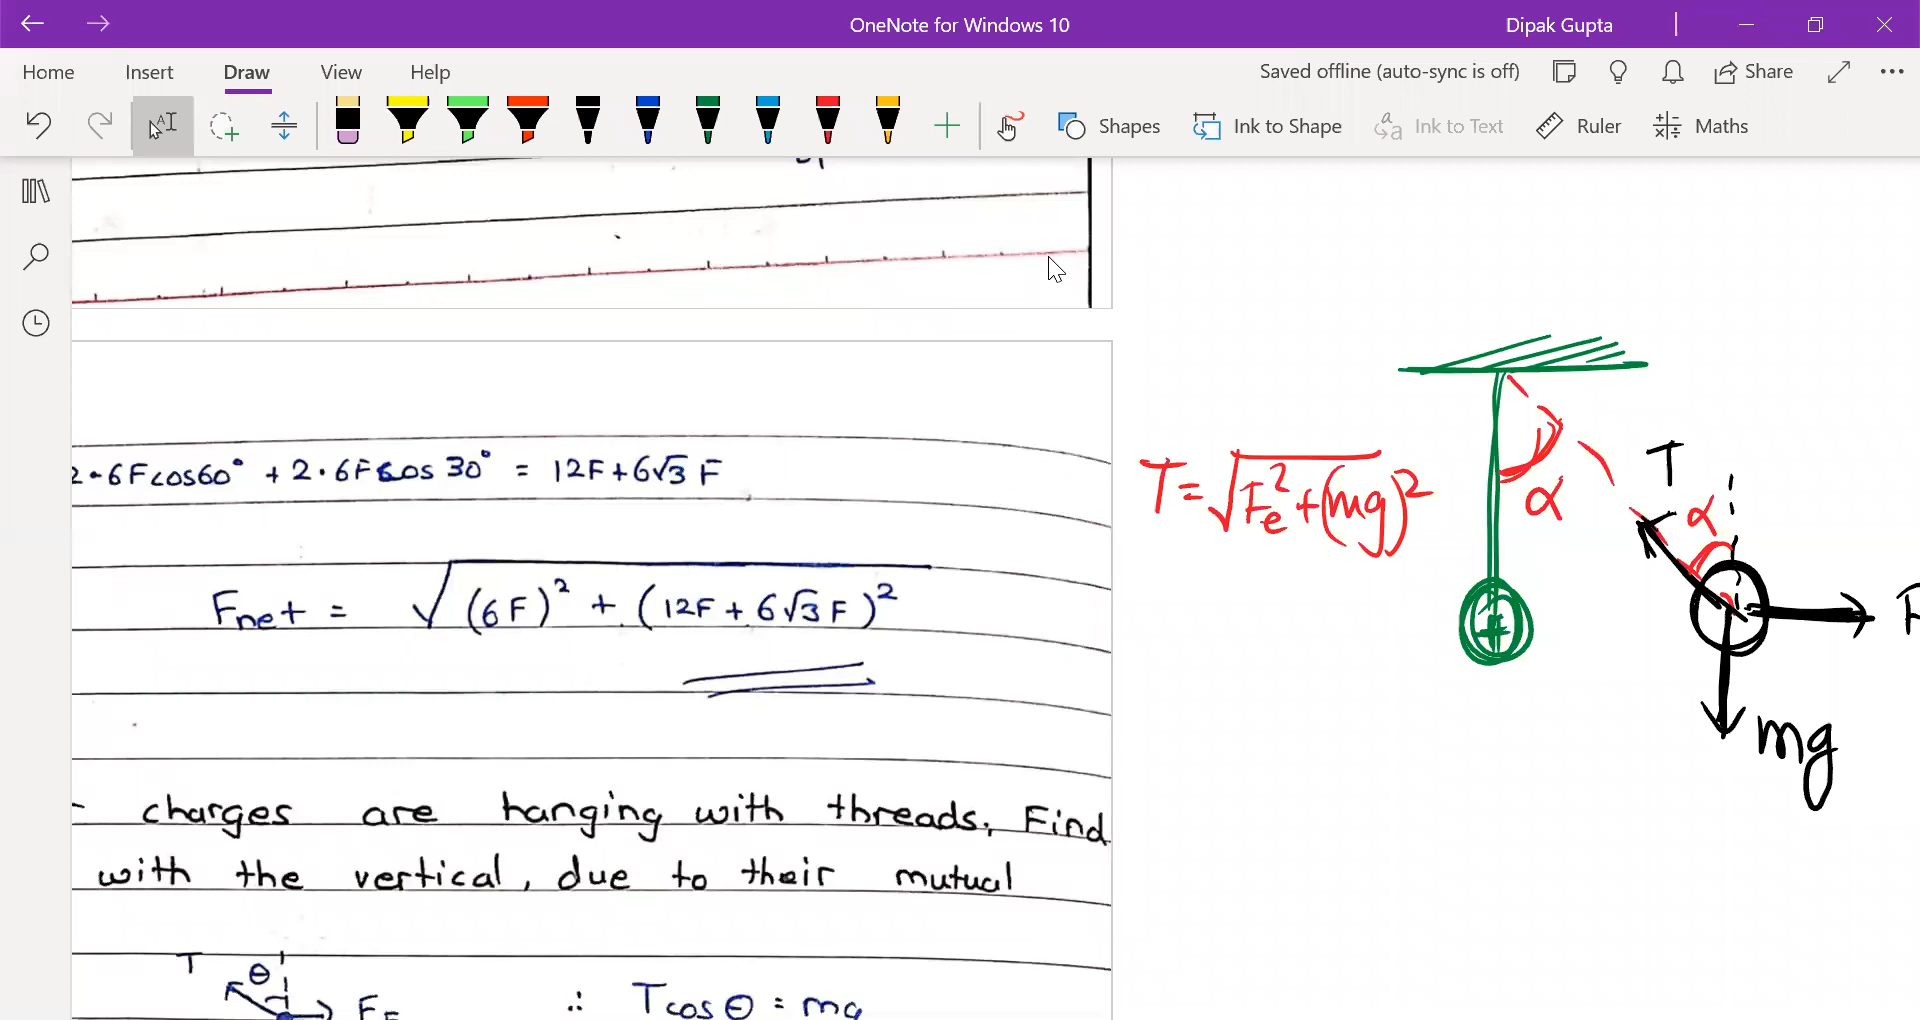 OneNote for Windows 10
Dipak Gupta
Home Insert Draw View Help
Saved offline (auto-sync is off) Share
Shapes Ink to Shape Ink to Text Ruler Maths
2·6Fcos60° + 2·6Fcos 30° = 12F+6√3 F
Fnet = √(6F)² + (12F+6√3F)²
charges are hanging with threads. Find
with the vertical, due to their mutual
T θ
∴ Tcosθ = mg
T=√Fe²+(mg)²
α
T
α
F
mg